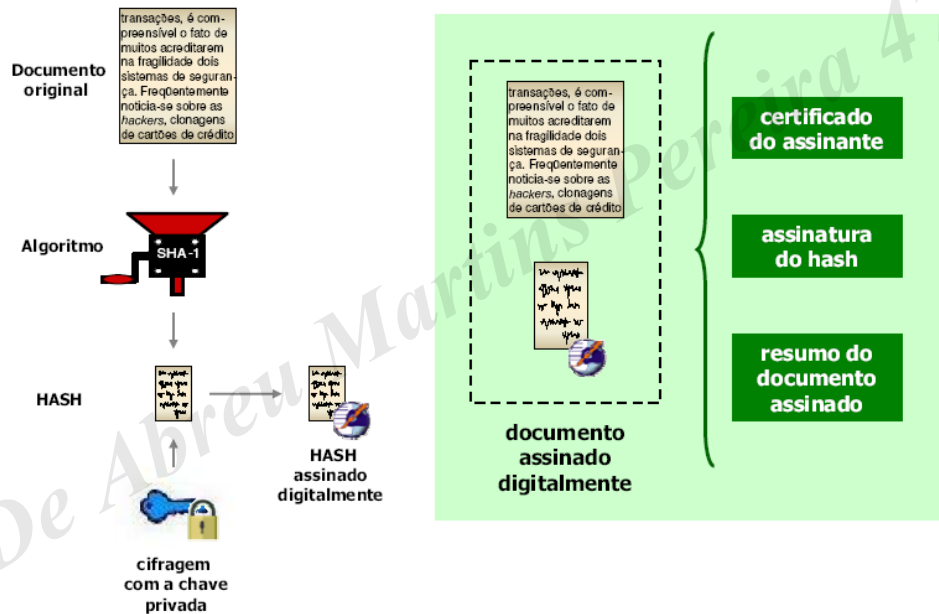 Documento
original
transações, é com-
preensível o fato de
muitos acreditarem
na fragilidade dois
sistemas de seguran-
ça. Freqüentemente
noticia-se sobre as
hackers, clonagens
de cartões de crédito
Algoritmo
SHA-1
HASH
HASH
assinado
digitalmente
cifragem
com a chave
privada
transações, é com-
preensível o fato de
muitos acreditarem
na fragilidade dois
sistemas de seguran-
ça. Freqüentemente
noticia-se sobre as
hackers, clonagens
de cartões de crédito
documento
assinado
digitalmente
certificado
do assinante
assinatura
do hash
resumo do
documento
assinado
De Abreu Martins Pereira 4